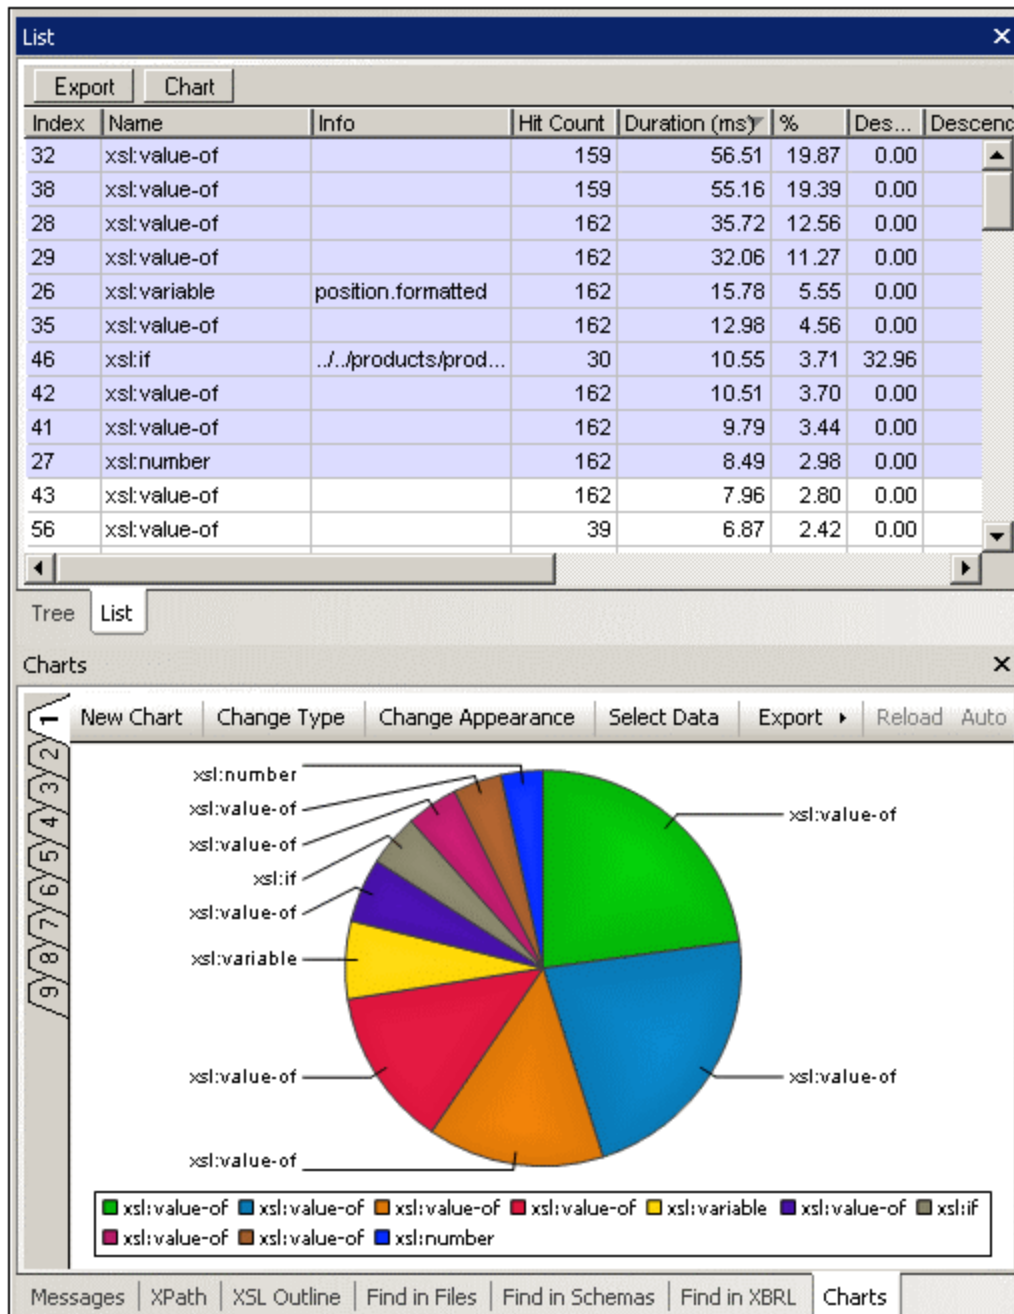 List
Export Chart
Index Name Info Hit Count Duration (ms) % Des... Descend
32 xsl:value-of 159 56.51 19.87 0.00
38 xsl:value-of 159 55.16 19.39 0.00
28 xsl:value-of 162 35.72 12.56 0.00
29 xsl:value-of 162 32.06 11.27 0.00
26 xsl:variable position.formatted 162 15.78 5.55 0.00
35 xsl:value-of 162 12.98 4.56 0.00
46 xsl:if ../../products/prod... 30 10.55 3.71 32.96
42 xsl:value-of 162 10.51 3.70 0.00
41 xsl:value-of 162 9.79 3.44 0.00
27 xsl:number 162 8.49 2.98 0.00
43 xsl:value-of 162 7.96 2.80 0.00
56 xsl:value-of 39 6.87 2.42 0.00
Tree List
Charts
New Chart Change Type Change Appearance Select Data Export Reload Auto
1
2
3
4
5
6
7
8
9
xsl:number
xsl:value-of
xsl:value-of
xsl:value-of
xsl:if
xsl:value-of
xsl:variable
xsl:value-of
xsl:value-of
xsl:value-of
xsl:value-of xsl:value-of xsl:value-of xsl:value-of xsl:variable xsl:value-of xsl:if
xsl:value-of xsl:value-of xsl:number
Messages XPath XSL Outline Find in Files Find in Schemas Find in XBRL Charts